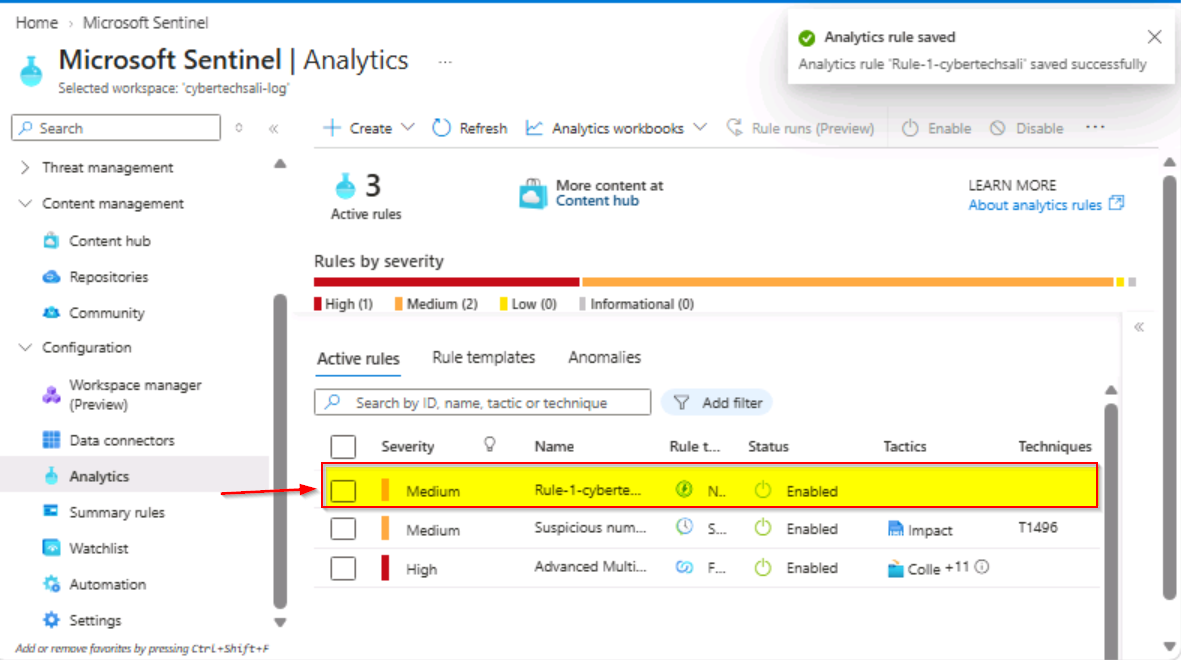 Home › Microsoft Sentinel
Microsoft Sentinel | Analytics ...
Selected workspace: 'cybertechsali-log'
Analytics rule saved
Analytics rule 'Rule-1-cybertechsali' saved successfully
Search
Create
Refresh
Analytics workbooks
Rule runs (Preview)
Enable
Disable
...
Threat management
Content management
Content hub
Repositories
Community
Configuration
Workspace manager
(Preview)
Data connectors
Analytics
Summary rules
Watchlist
Automation
Settings
Add or remove favorites by pressing Ctrl+Shift+F
3
Active rules
More content at
Content hub
LEARN MORE
About analytics rules
Rules by severity
High (1) Medium (2) Low (0) Informational (0)
Active rules Rule templates Anomalies
Search by ID, name, tactic or technique
Add filter
Severity Name Rule t... Status Tactics Techniques
Medium Rule-1-cyberte... N.. Enabled
Medium Suspicious num... S... Enabled Impact T1496
High Advanced Multi... F... Enabled Colle +11